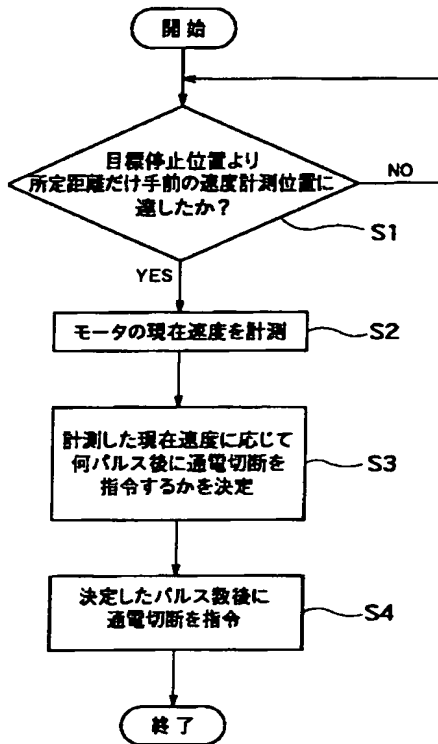 開始
目標停止位置より
所定距離だけ手前の速度計測位置に
達したか?
NO
S1
YES
モータの現在速度を計測
S2
計測した現在速度に応じて
何パルス後に通電切断を
指令するかを決定
S3
決定したパルス数後に
通電切断を指令
S4
終了